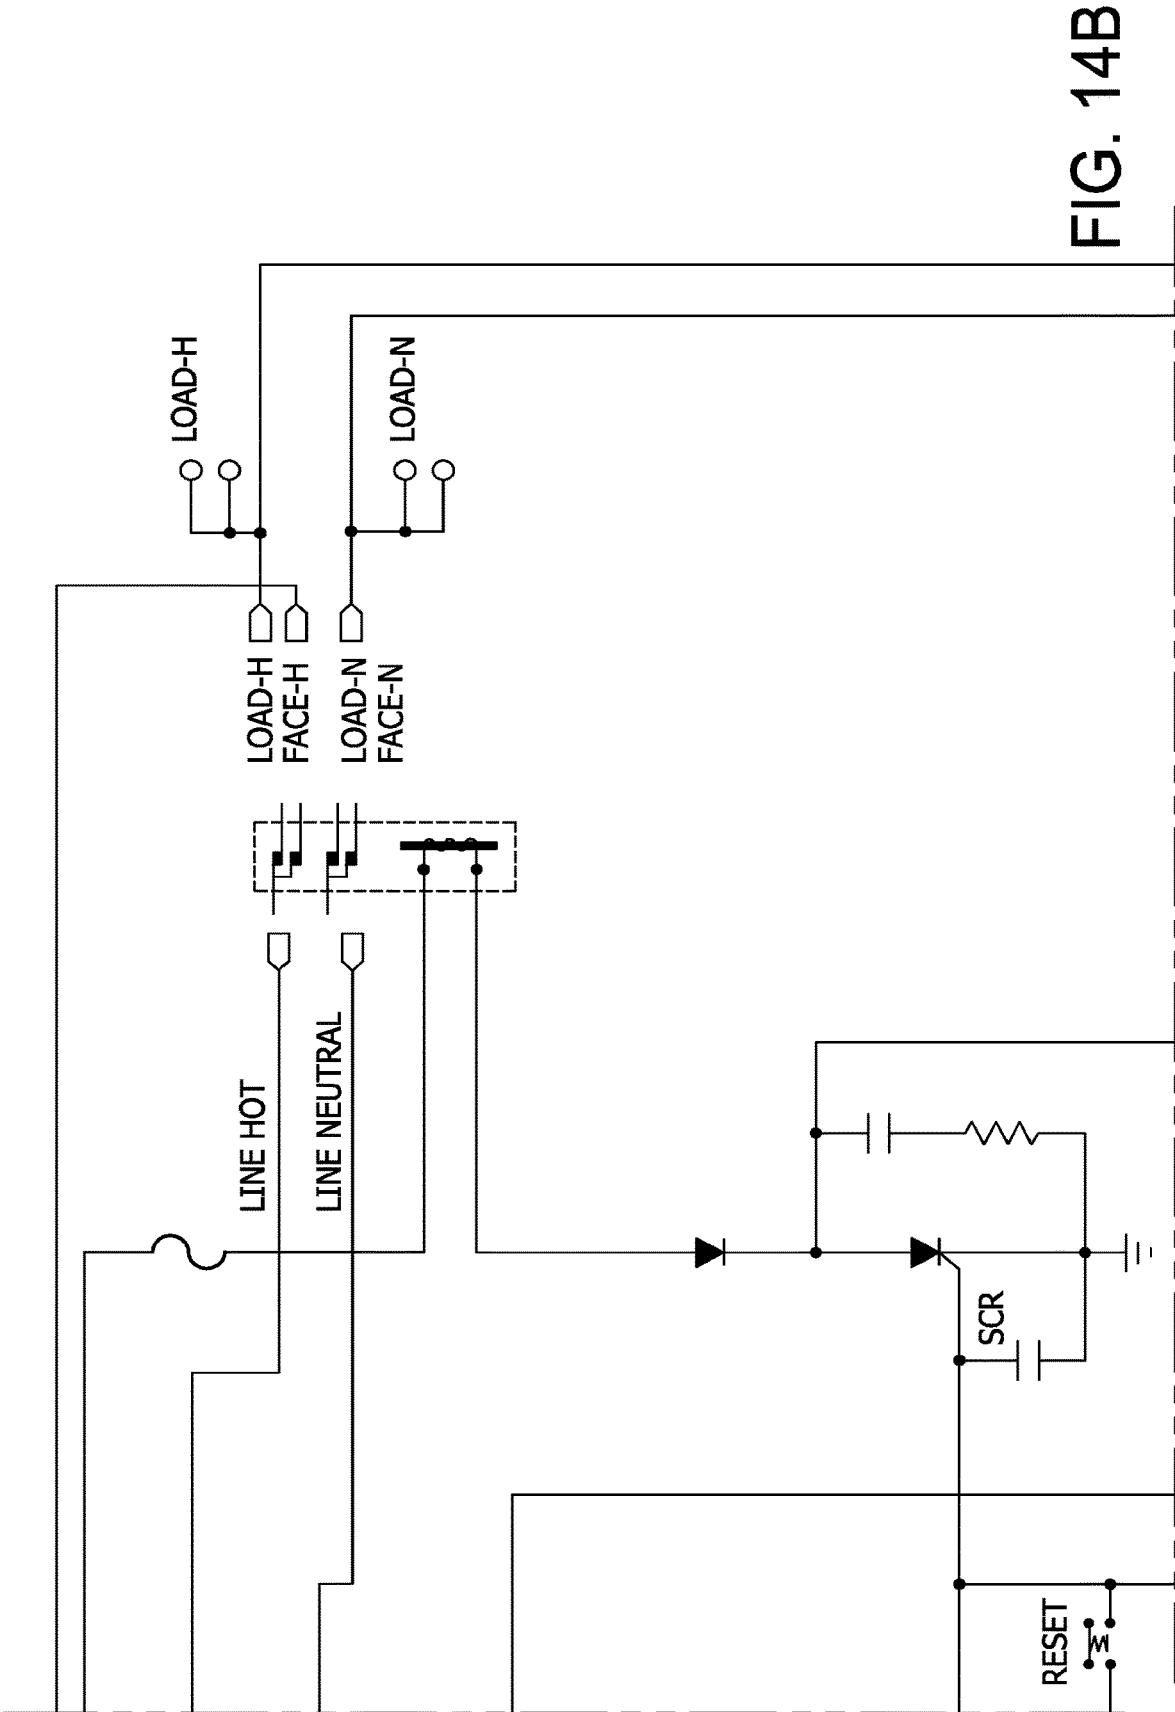 FIG. 14B
LOAD-H
LOAD-N
LOAD-H
FACE-H
LOAD-N
FACE-N
LINE HOT
LINE NEUTRAL
SCR
RESET